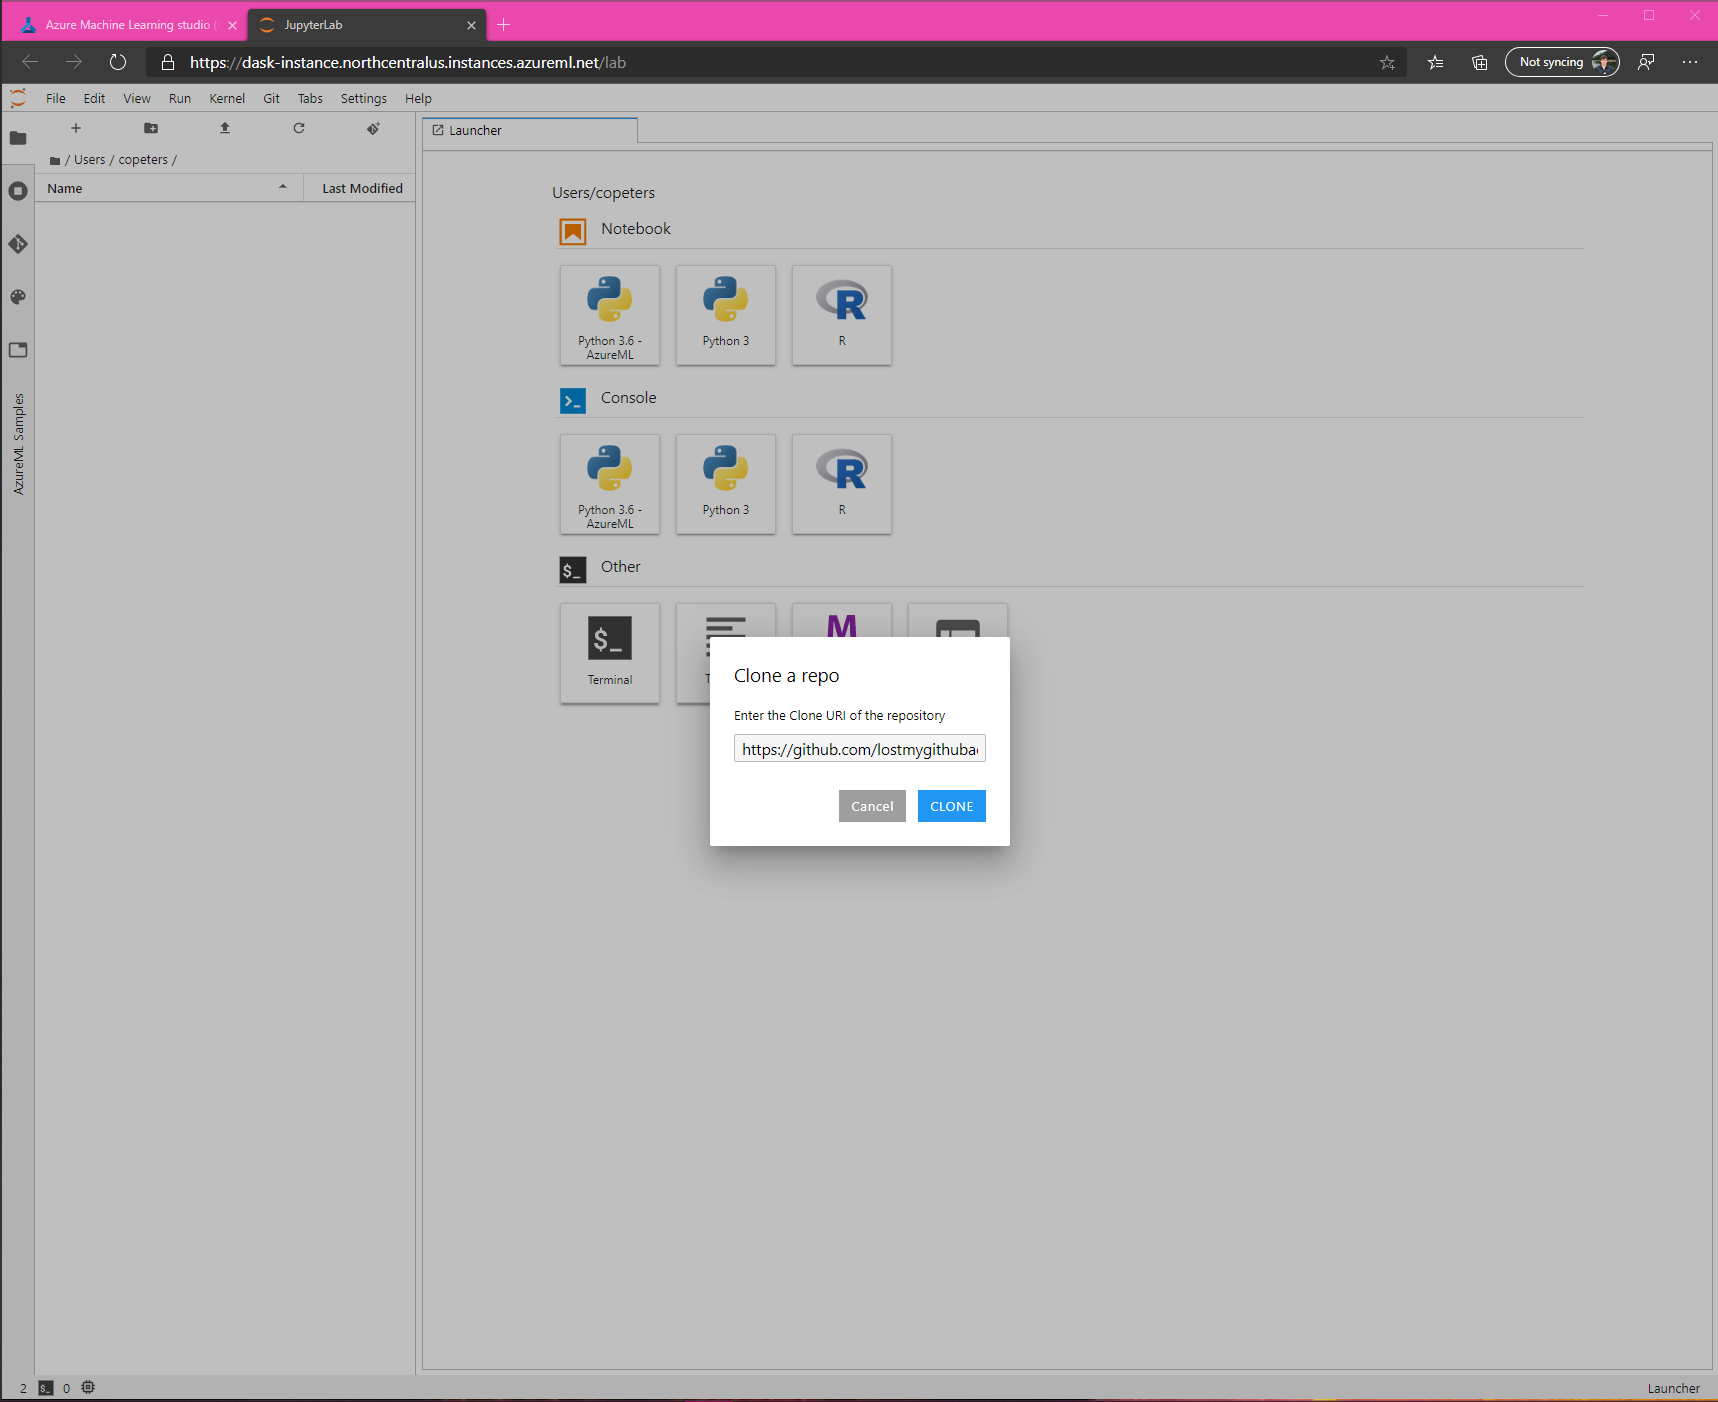 Azure Machine Learning studio
JupyterLab
https://dask-instance.northcentralus.instances.azureml.net/lab
Not syncing
File Edit View Run Kernel Git Tabs Settings Help
/ Users / copeters /
Name Last Modified
AzureML Samples
Launcher
Users/copeters
Notebook
Python 3.6 -
AzureML
Python 3
R
Console
>_
Python 3.6 -
AzureML
Python 3
R
Other
$_
$_
Terminal
M
Clone a repo
Enter the Clone URI of the repository
https://github.com/lostmygithuba
Cancel
CLONE
2 $_ 0
Launcher